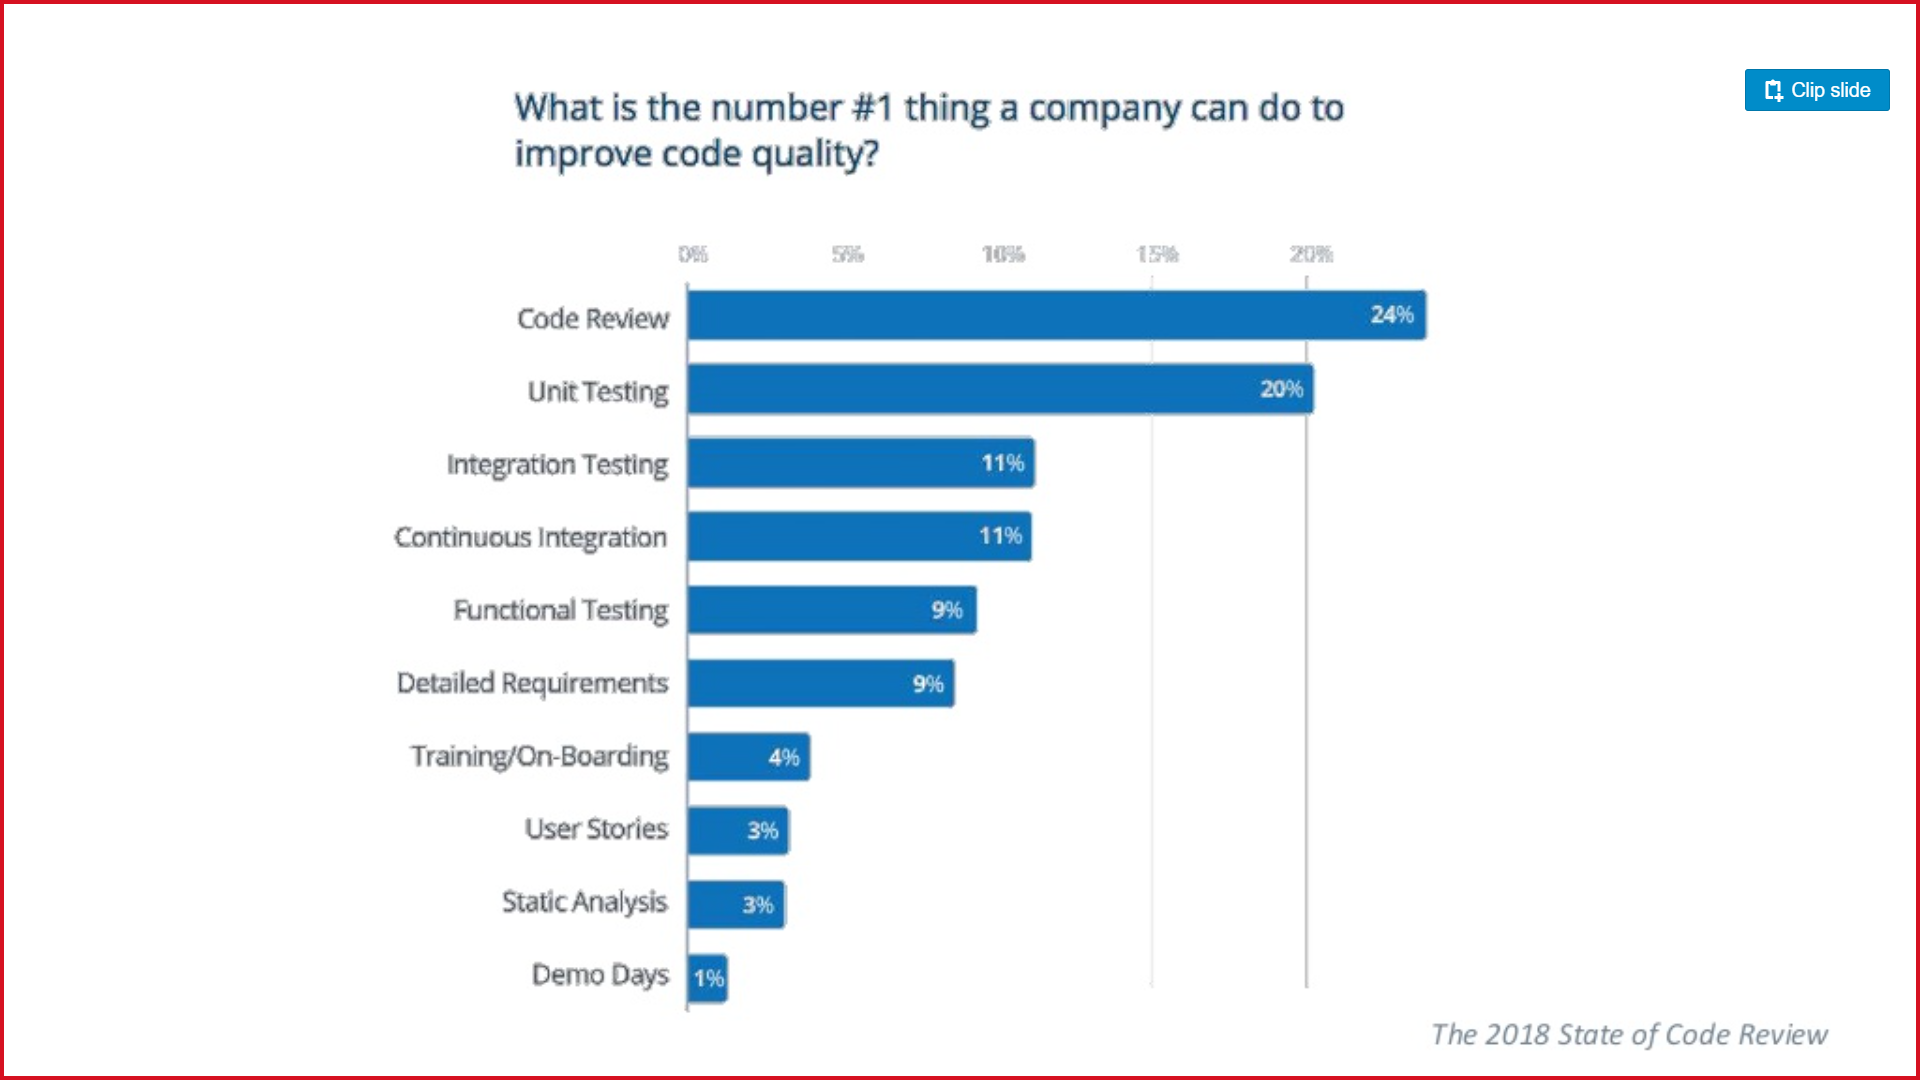 Clip slide
What is the number #1 thing a company can do to
improve code quality?
0% 5% 10% 15% 20%
Code Review 24%
Unit Testing 20%
Integration Testing 11%
Continuous Integration 11%
Functional Testing 9%
Detailed Requirements 9%
Training/On-Boarding 4%
User Stories 3%
Static Analysis 3%
Demo Days 1%
The 2018 State of Code Review